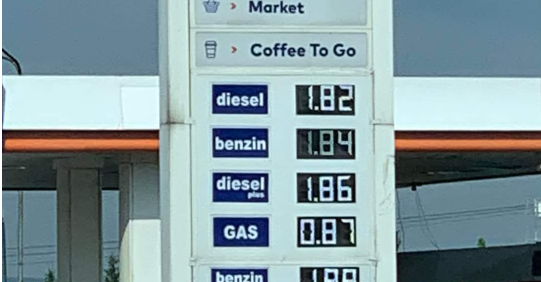 > Market
> Coffee To Go
diesel 1.82
benzin 1.84
diesel plus 1.86
GAS 0.87
benzin 1.99